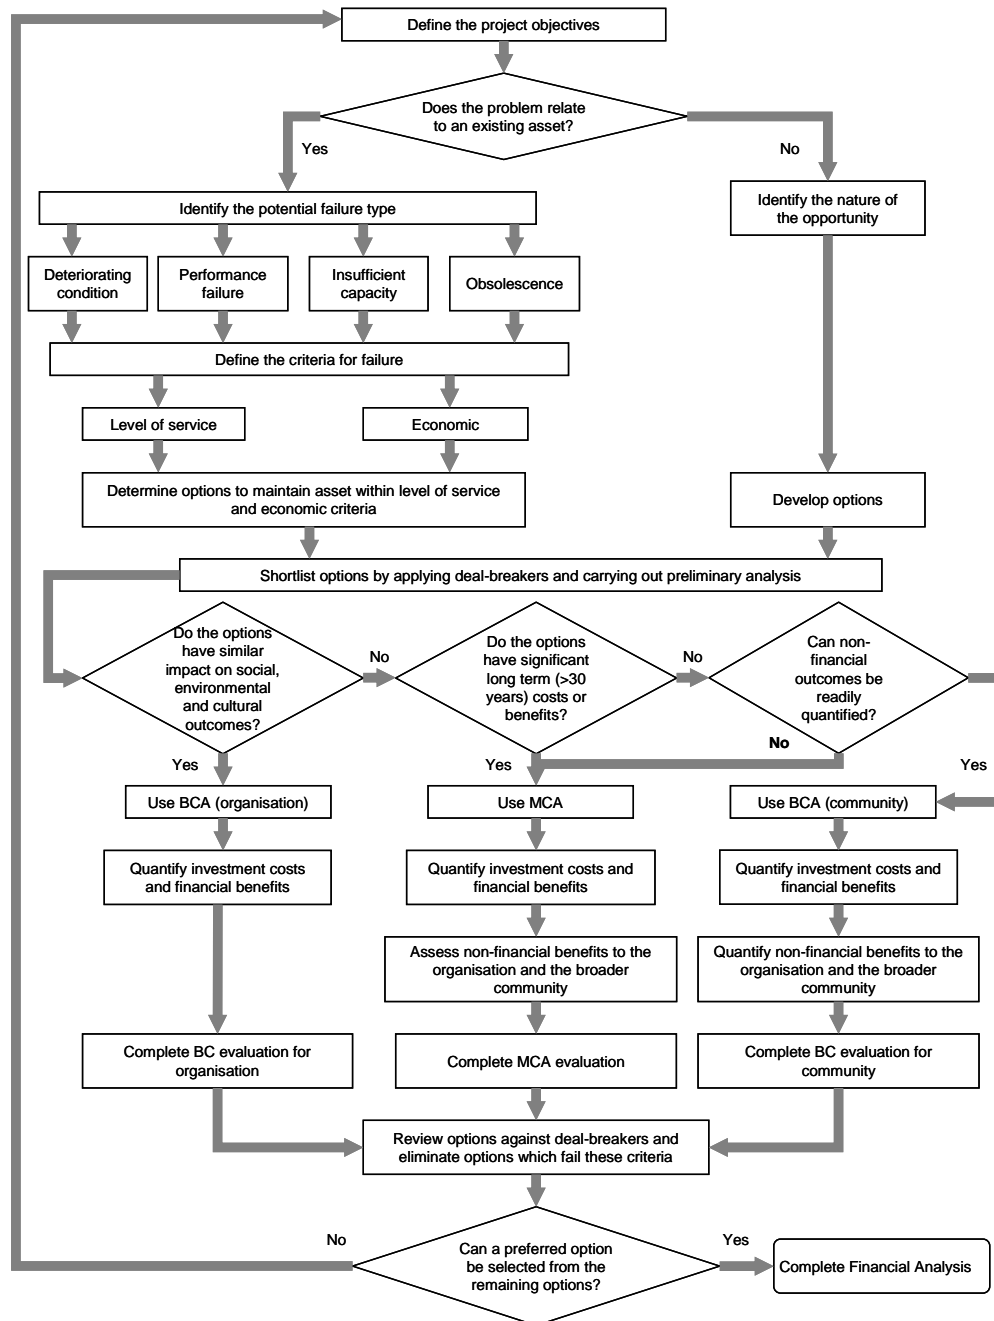 Define the project objectives
Does the problem relate
to an existing asset?
Yes
No
Identify the potential failure type
Identify the nature of
the opportunity
Deteriorating
condition
Performance
failure
Insufficient
capacity
Obsolescence
Define the criteria for failure
Level of service
Economic
Determine options to maintain asset within level of service
and economic criteria
Develop options
Shortlist options by applying deal-breakers and carrying out preliminary analysis
Do the options
have similar
impact on social,
environmental
and cultural
outcomes?
No
Do the options
have significant
long term (>30
years) costs or
benefits?
No
Can non-
financial
outcomes be
readily
quantified?
No
Yes
Yes
Yes
Use BCA (organisation)
Use MCA
Use BCA (community)
Quantify investment costs
and financial benefits
Quantify investment costs and
financial benefits
Quantify investment costs and
financial benefits
Assess non-financial benefits to the
organisation and the broader
community
Quantify non-financial benefits to the
organisation and the broader
community
Complete BC evaluation for
organisation
Complete MCA evaluation
Complete BC evaluation for
community
Review options against deal-breakers and
eliminate options which fail these criteria
No
Can a preferred option
be selected from the
remaining options?
Yes
Complete Financial Analysis